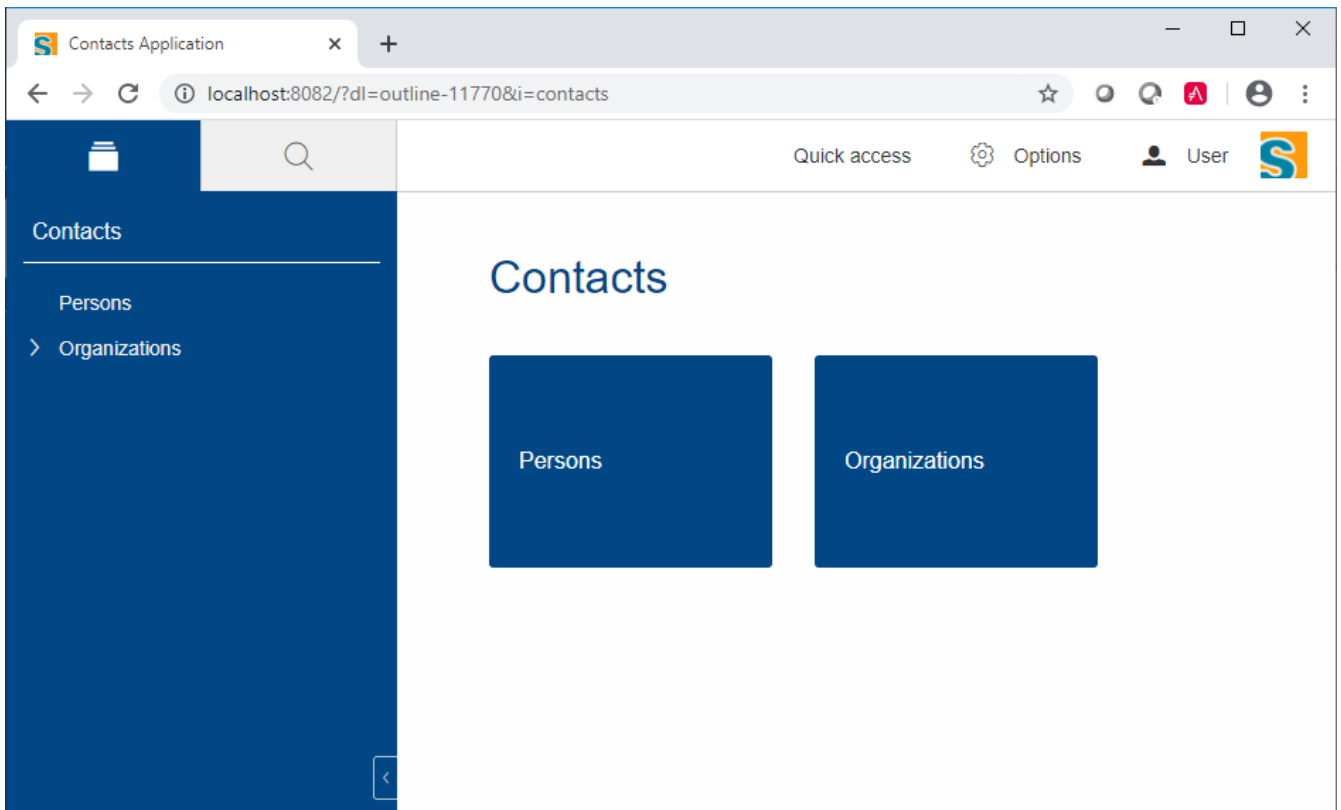 Contacts Application
localhost:8082/?dl=outline-11770&i=contacts
Quick access Options User
Contacts
Persons
Organizations
Contacts
Persons Organizations